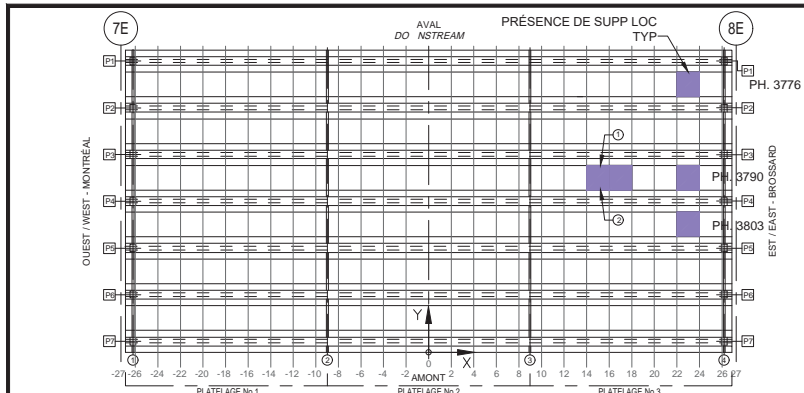 7E
AVAL
DO NSTREAM
PRÉSENCE DE SUPP LOC
TYP
8E
P1
P1
PH. 3776
P2
P2
1
P3
P3
PH. 3790
P4
P4
2
PH. 3803
P5
P5
P6
P6
Y
P7
P7
X
1
2
3
4
OUEST / WEST - MONTRÉAL
EST / EAST - BROSSARD
-27 -26 -24 -22 -20 -18 -16 -14 -12 -10 -8 -6 -4 -2 0 2 4 6 8 10 12 14 16 18 20 22 24 26 27
AMONT
PLATELAGE No.1 PLATELAGE No.2 PLATELAGE No.3